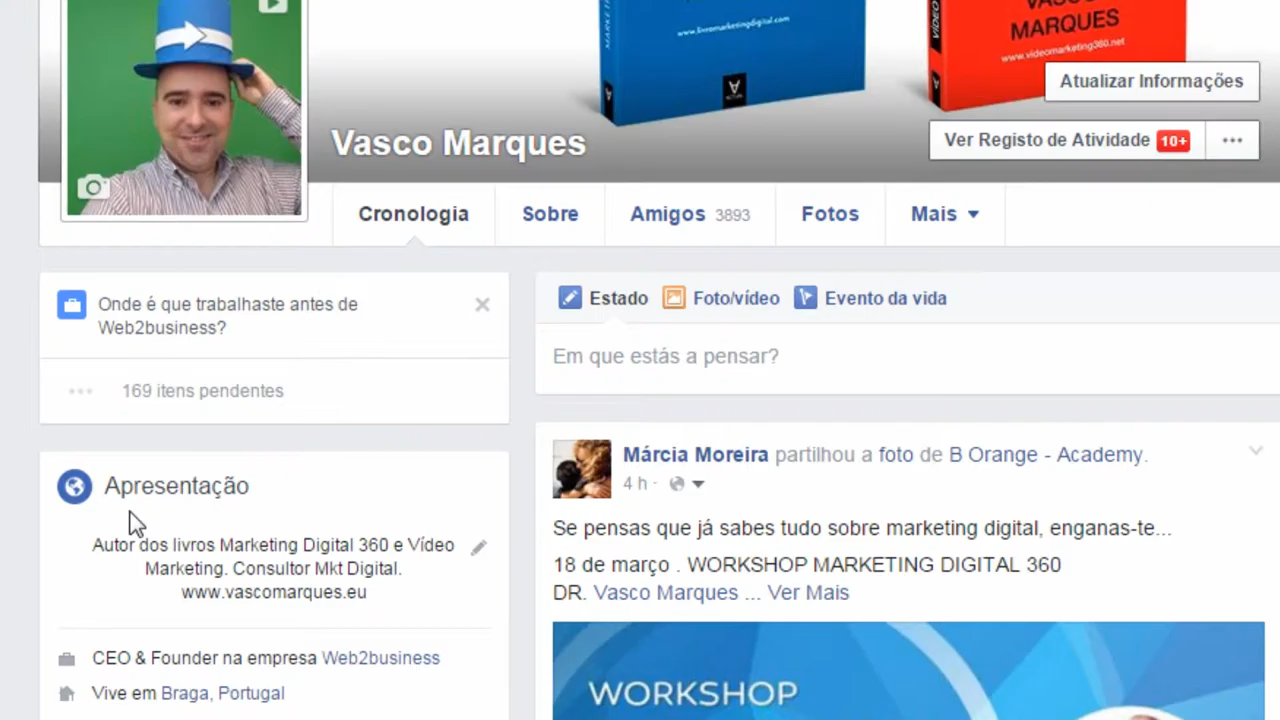 MARKETI
www.livromarketingdigital.com
VÍDEO
VASCO
MARQUES
www.videomarketing360.net
Atualizar Informações
Vasco Marques
Ver Registo de Atividade 10+
Cronologia Sobre Amigos 3893 Fotos Mais
Onde é que trabalhaste antes de
Web2business?
169 itens pendentes
Apresentação
Autor dos livros Marketing Digital 360 e Vídeo
Marketing. Consultor Mkt Digital.
www.vascomarques.eu
CEO & Founder na empresa Web2business
Vive em Braga, Portugal
Estado Foto/vídeo Evento da vida
Em que estás a pensar?
Márcia Moreira partilhou a foto de B Orange - Academy.
4 h ·
Se pensas que já sabes tudo sobre marketing digital, enganas-te...
18 de março . WORKSHOP MARKETING DIGITAL 360
DR. Vasco Marques ... Ver Mais
WORKSHOP